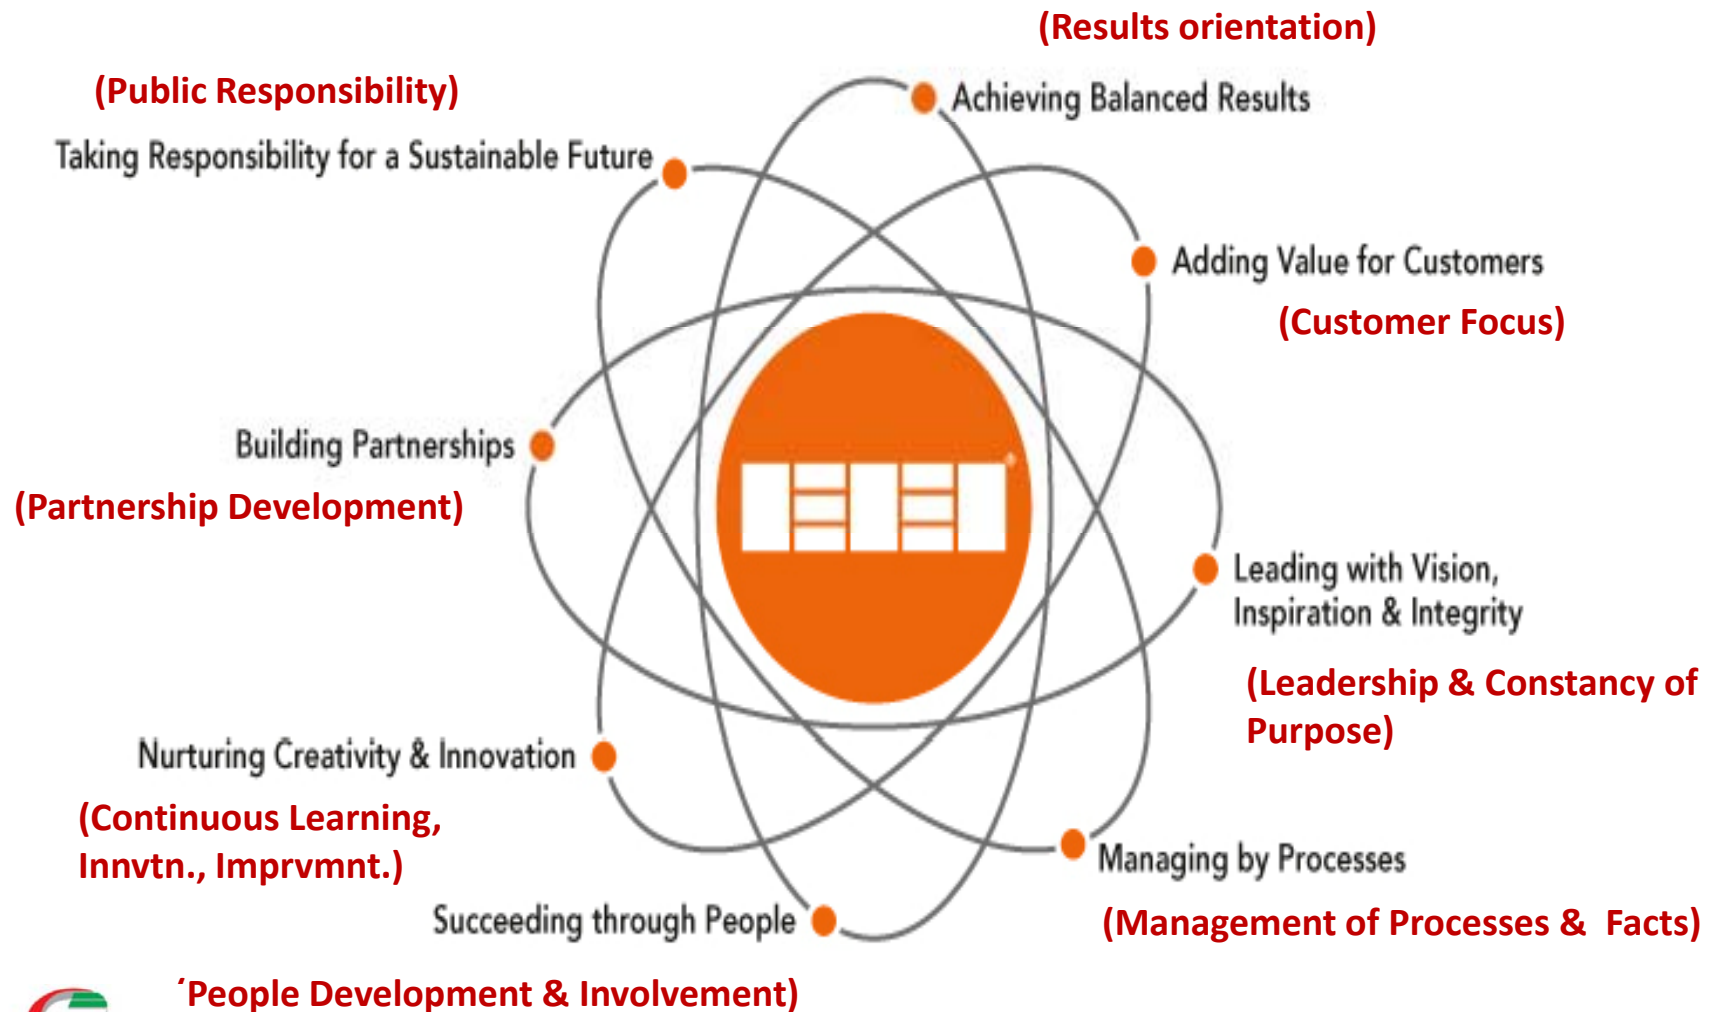 (Results orientation)
(Public Responsibility)
Achieving Balanced Results
Taking Responsibility for a Sustainable Future
Adding Value for Customers
(Customer Focus)
Building Partnerships
(Partnership Development)
Leading with Vision,
Inspiration & Integrity
(Leadership & Constancy of
Purpose)
Nurturing Creativity & Innovation
(Continuous Learning,
Innvtn., Imprvmnt.)
Managing by Processes
(Management of Processes & Facts)
Succeeding through People
‘People Development & Involvement)